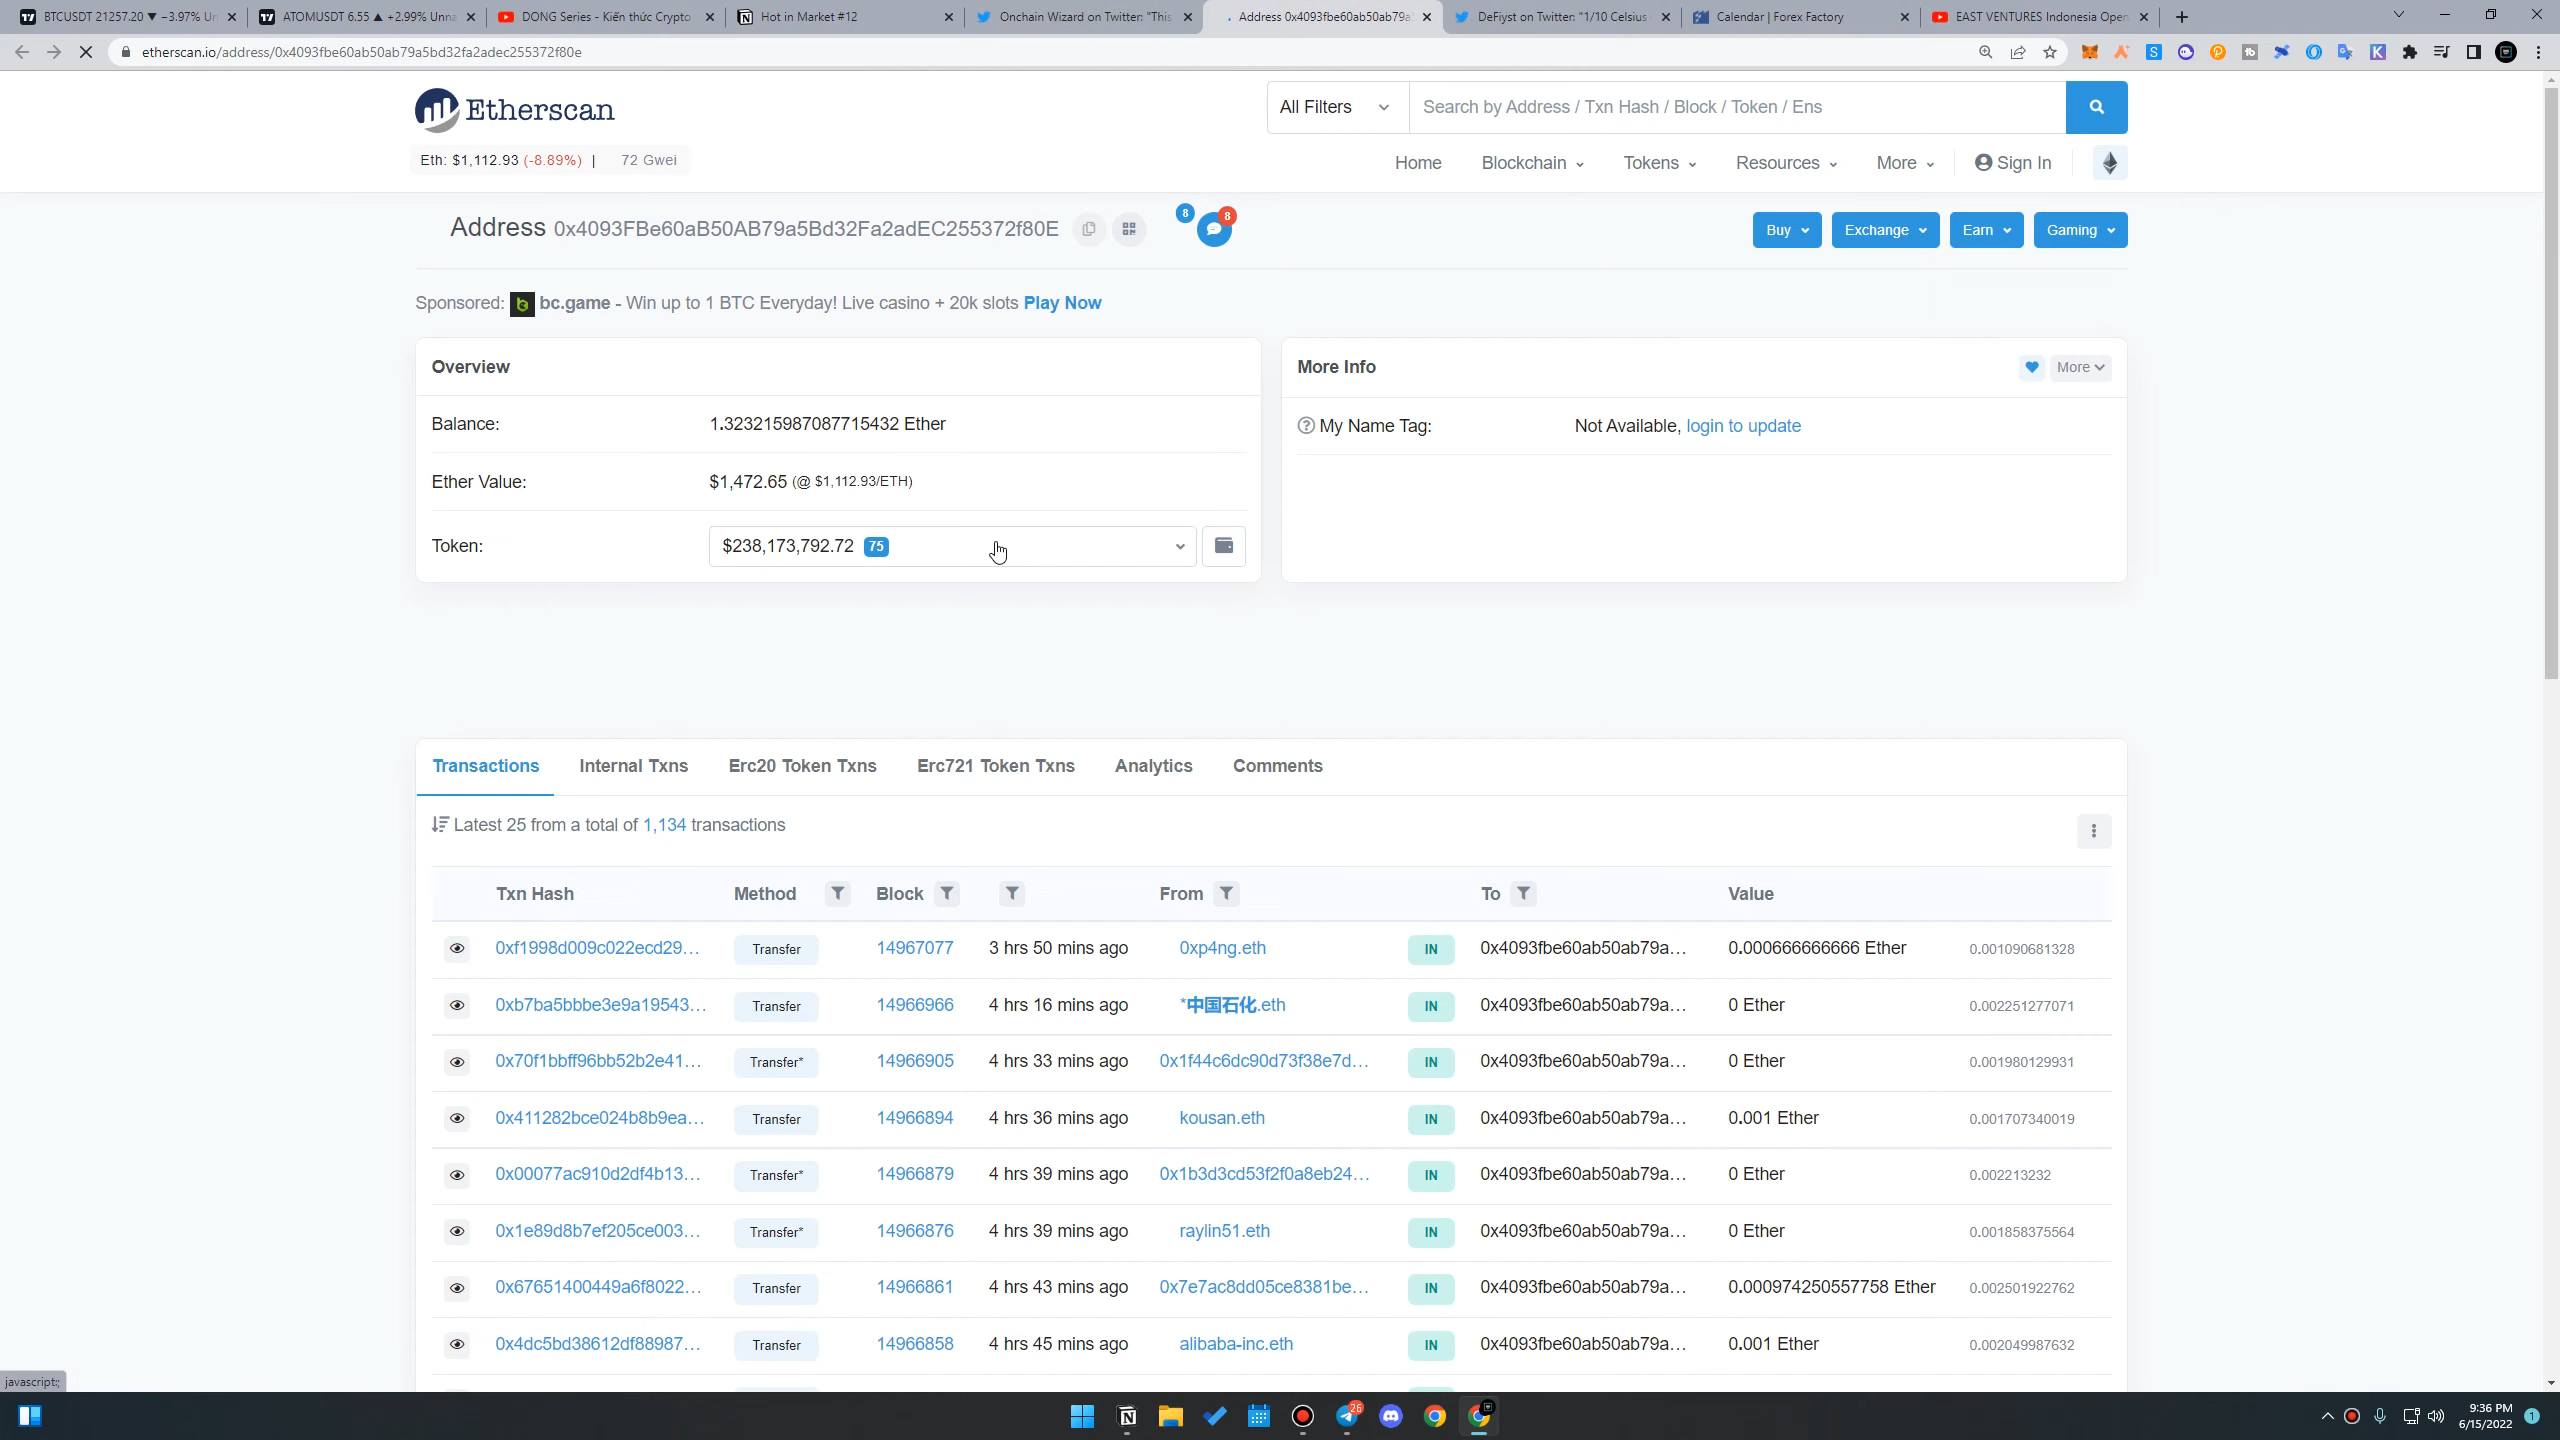 BTCUSDT 21257.20 ▼ −3.97% Un
ATOMUSDT 6.55 ▲ +2.99% Unna
DONG Series - Kiến thức Crypto
Hot in Market #12
Onchain Wizard on Twitter: "This
Address 0x4093fbe60ab50ab79a
DeFiyst on Twitter: "1/10 Celsius
Calendar | Forex Factory
EAST VENTURES Indonesia Open
etherscan.io/address/0x4093fbe60ab50ab79a5bd32fa2adec255372f80e
Etherscan
All Filters
Search by Address / Txn Hash / Block / Token / Ens
Eth: $1,112.93 (-8.89%) | 72 Gwei
Home Blockchain Tokens Resources More Sign In
Address 0x4093FBe60aB50AB79a5Bd32Fa2adEC255372f80E
8 8
Buy Exchange Earn Gaming
Sponsored: bc.game - Win up to 1 BTC Everyday! Live casino + 20k slots Play Now
Overview
Balance: 1.323215987087715432 Ether
Ether Value: $1,472.65 (@ $1,112.93/ETH)
Token: $238,173,792.72 75
More Info
More
My Name Tag: Not Available, login to update
Transactions Internal Txns Erc20 Token Txns Erc721 Token Txns Analytics Comments
Latest 25 from a total of 1,134 transactions
Txn Hash Method Block From To Value
0xf1998d009c022ecd29... Transfer 14967077 3 hrs 50 mins ago 0xp4ng.eth IN 0x4093fbe60ab50ab79a... 0.000666666666 Ether 0.001090681328
0xb7ba5bbbe3e9a19543... Transfer 14966966 4 hrs 16 mins ago *中国石化.eth IN 0x4093fbe60ab50ab79a... 0 Ether 0.002251277071
0x70f1bbff96bb52b2e41... Transfer* 14966905 4 hrs 33 mins ago 0x1f44c6dc90d73f38e7d... IN 0x4093fbe60ab50ab79a... 0 Ether 0.001980129931
0x411282bce024b8b9ea... Transfer 14966894 4 hrs 36 mins ago kousan.eth IN 0x4093fbe60ab50ab79a... 0.001 Ether 0.001707340019
0x00077ac910d2df4b13... Transfer* 14966879 4 hrs 39 mins ago 0x1b3d3cd53f2f0a8eb24... IN 0x4093fbe60ab50ab79a... 0 Ether 0.002213232
0x1e89d8b7ef205ce003... Transfer* 14966876 4 hrs 39 mins ago raylin51.eth IN 0x4093fbe60ab50ab79a... 0 Ether 0.001858375564
0x67651400449a6f8022... Transfer 14966861 4 hrs 43 mins ago 0x7e7ac8dd05ce8381be... IN 0x4093fbe60ab50ab79a... 0.000974250557758 Ether 0.002501922762
0x4dc5bd38612df88987... Transfer 14966858 4 hrs 45 mins ago alibaba-inc.eth IN 0x4093fbe60ab50ab79a... 0.001 Ether 0.002049987632
javascript:;
26
9:36 PM
6/15/2022
1